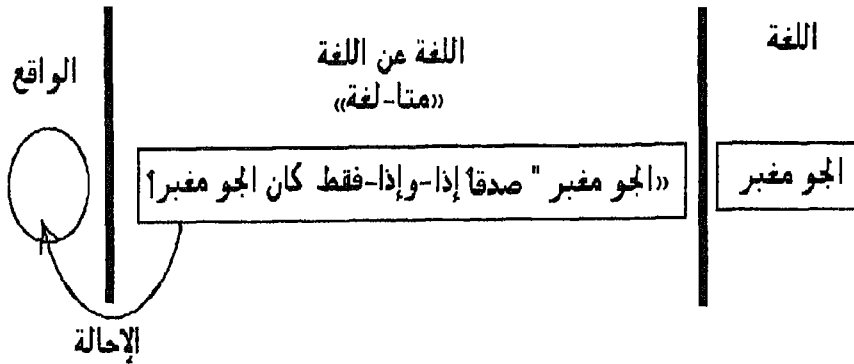 اللغة
اللغة عن اللغة
«متا-لغة»
الواقع
الجو مغبر
«الجو مغبر " صدقاً إذا-وإذا-فقط كان الجو مغبراً
الإحالة